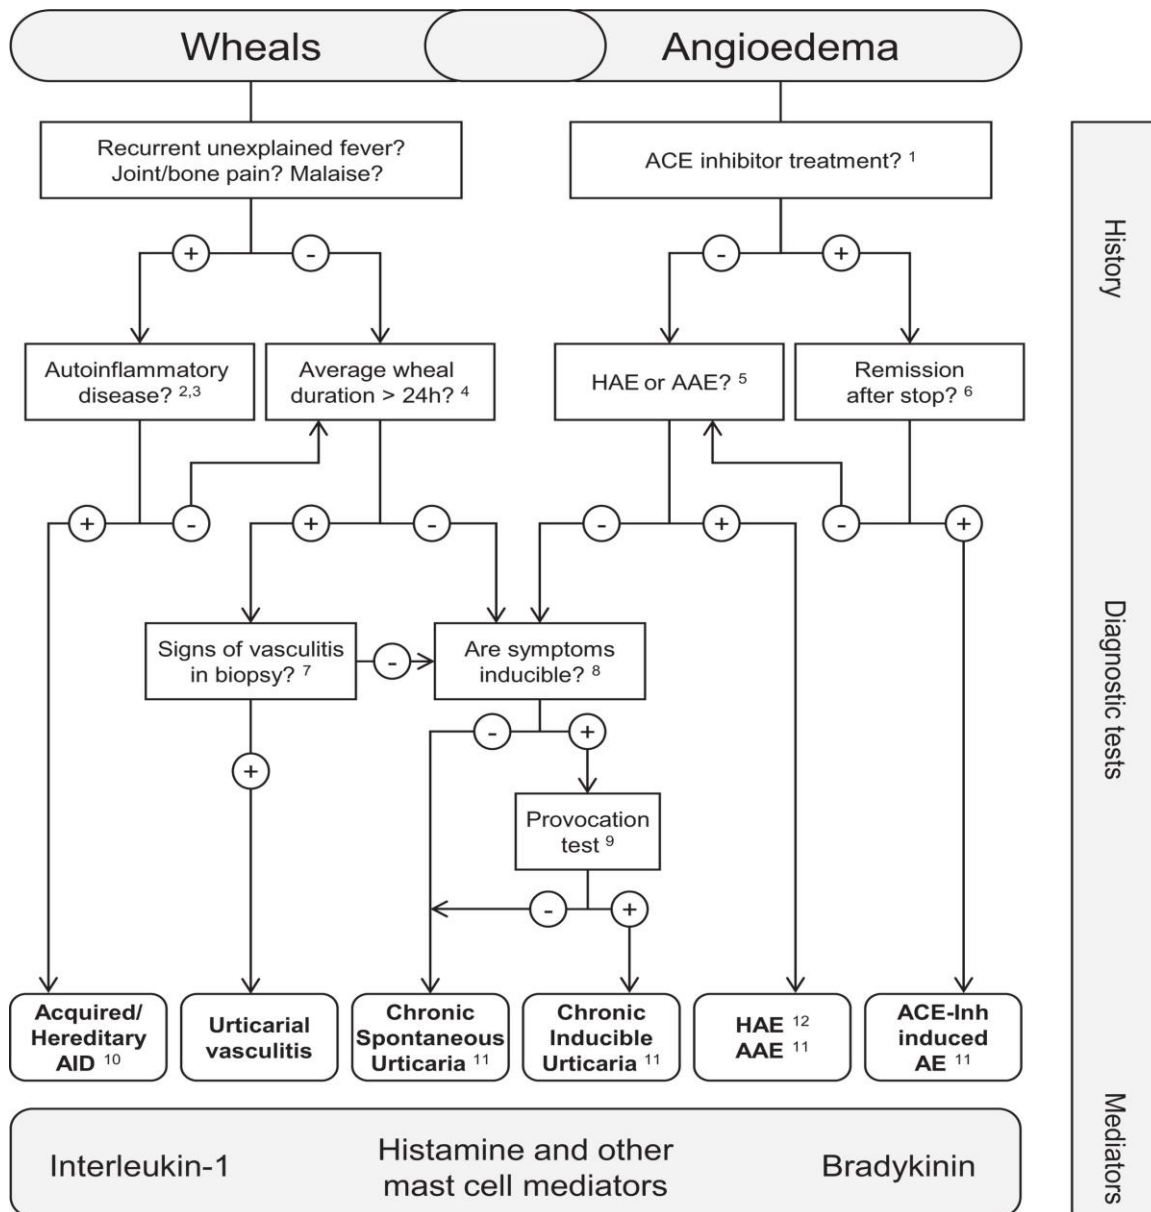 Wheals
Angioedema
Recurrent unexplained fever?
Joint/bone pain? Malaise?
ACE inhibitor treatment? 1
History
+
-
-
+
Autoinflammatory
disease? 2,3
Average wheal
duration > 24h? 4
HAE or AAE? 5
Remission
after stop? 6
+
-
+
-
-
+
-
+
Diagnostic tests
Signs of vasculitis
in biopsy? 7
-
Are symptoms
inducible? 8
-
+
+
Provocation
test 9
-
+
Acquired/
Hereditary
AID 10
Urticarial
vasculitis
Chronic
Spontaneous
Urticaria 11
Chronic
Inducible
Urticaria 11
HAE 12
AAE 11
ACE-Inh
induced
AE 11
Interleukin-1
Histamine and other
mast cell mediators
Bradykinin
Mediators